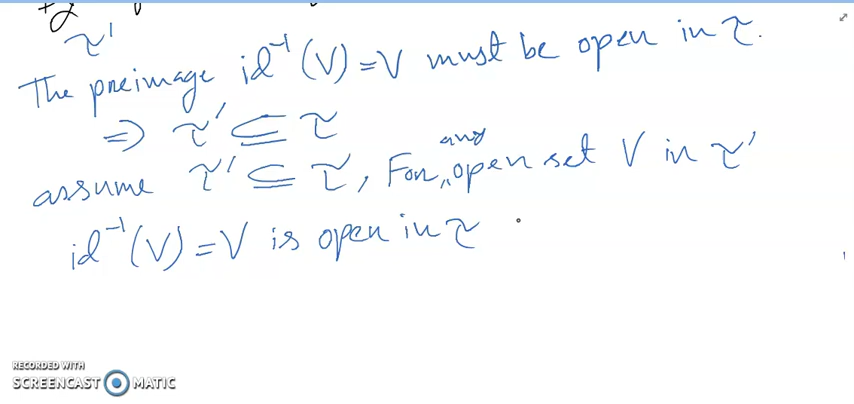 τ'
The preimage id⁻¹(V) = V must be open in τ.
⇒ τ' ⊆ τ
assume τ' ⊆ τ, For any open set V in τ'
id⁻¹(V) = V is open in τ
RECORDED WITH
SCREENCAST MATIC